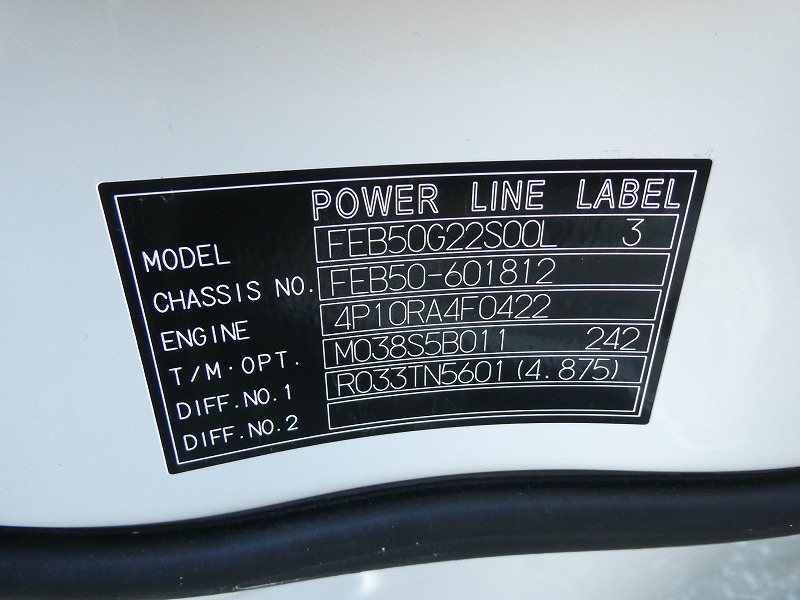 POWER LINE LABEL
MODEL FEB50G22S00L 3
CHASSIS NO. FEB50-601812
ENGINE 4P10RA4F0422
T/M·OPT. M038S5B011 242
DIFF.NO.1 R033TN5601(4.875)
DIFF.NO.2